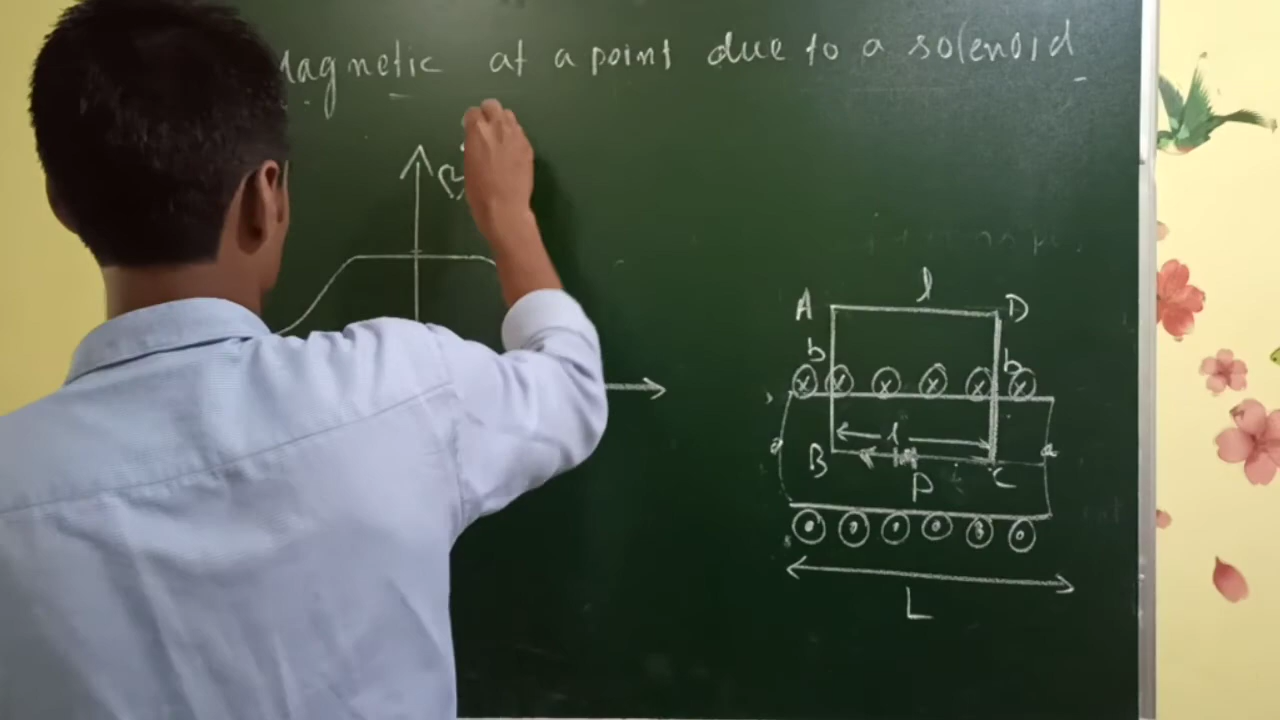 agnetic at a point due to a solenoid
B
l
A D
b b
x x x x x x
l
a a
B C
P
L